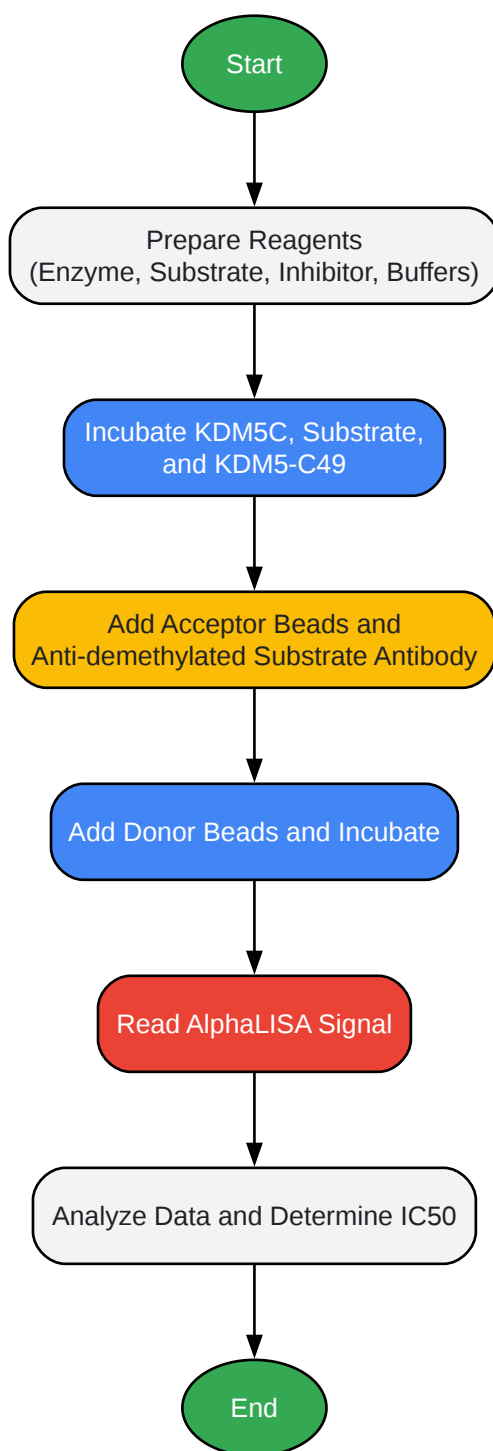 Start
Prepare Reagents
(Enzyme, Substrate, Inhibitor, Buffers)
Incubate KDM5C, Substrate,
and KDM5-C49
Add Acceptor Beads and
Anti-demethylated Substrate Antibody
Add Donor Beads and Incubate
Read AlphaLISA Signal
Analyze Data and Determine IC50
End